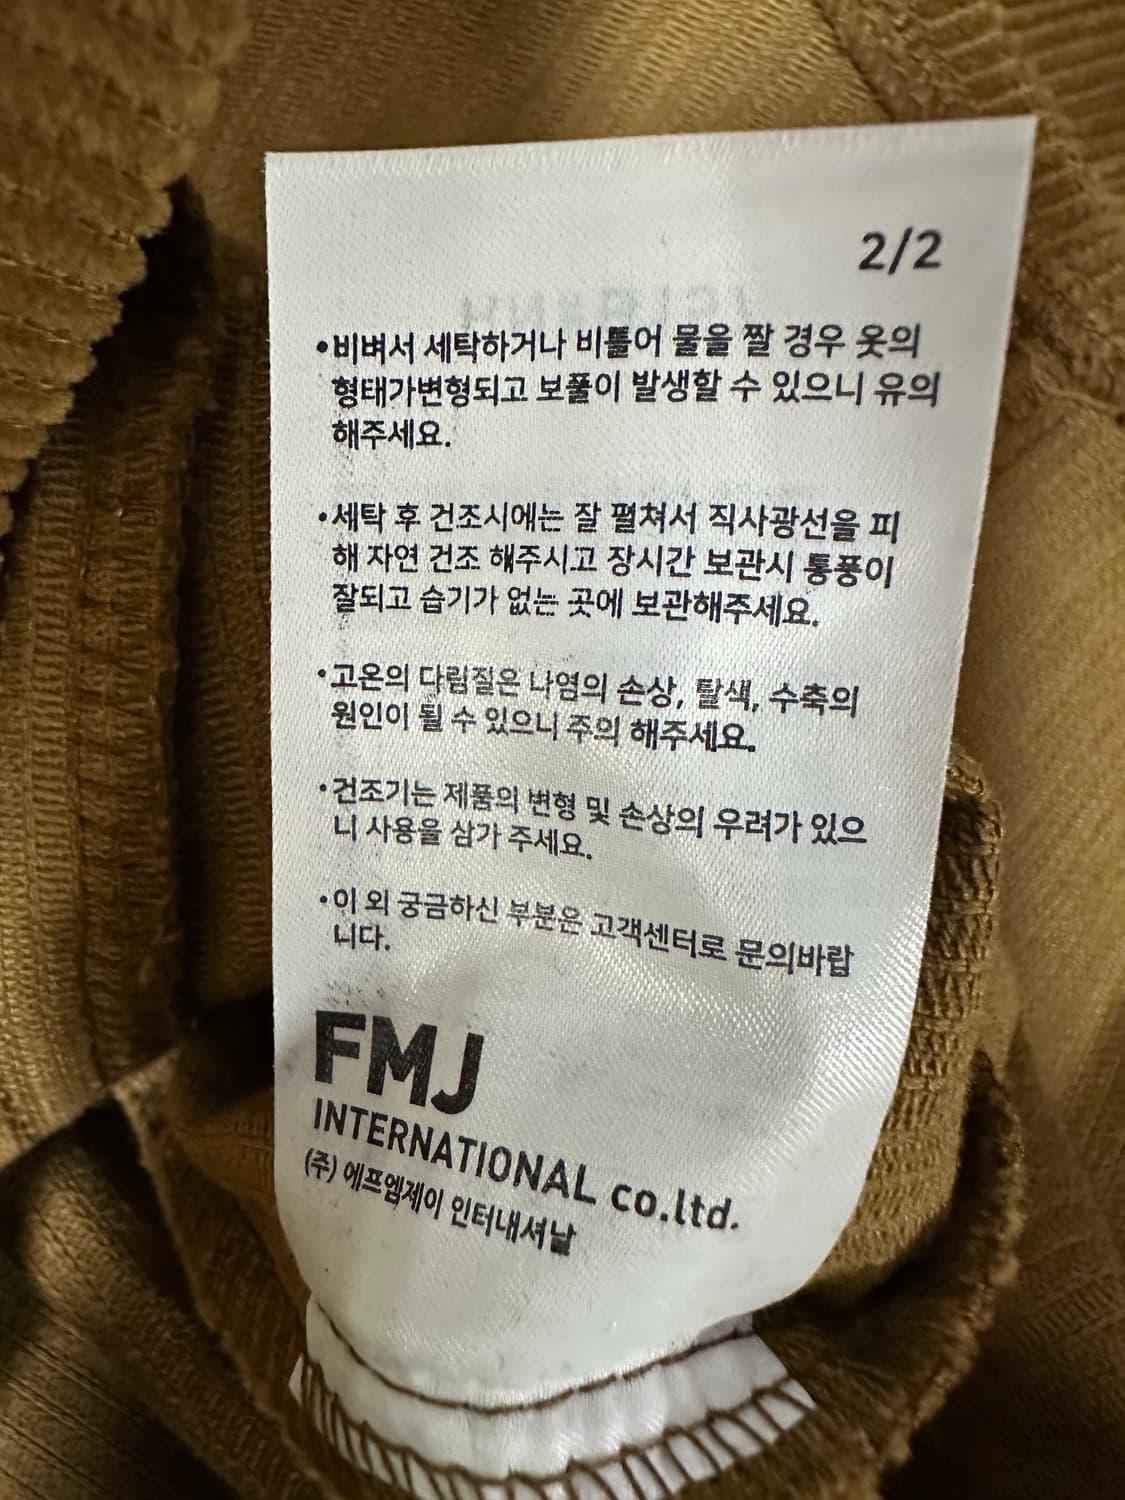 2/2
•비벼서 세탁하거나 비틀어 물을 짤 경우 옷의
형태가변형되고 보풀이 발생할 수 있으니 유의
해주세요.
•세탁 후 건조시에는 잘 펼쳐서 직사광선을 피
해 자연 건조 해주시고 장시간 보관시 통풍이
잘되고 습기가 없는 곳에 보관해주세요.
•고온의 다림질은 나염의 손상, 탈색, 수축의
원인이 될 수 있으니 주의 해주세요.
•건조기는 제품의 변형 및 손상의 우려가 있으
니 사용을 삼가 주세요.
•이 외 궁금하신 부분은 고객센터로 문의바랍
니다.
FMJ
INTERNATIONAL co.ltd.
(주) 에프엠제이 인터내셔날